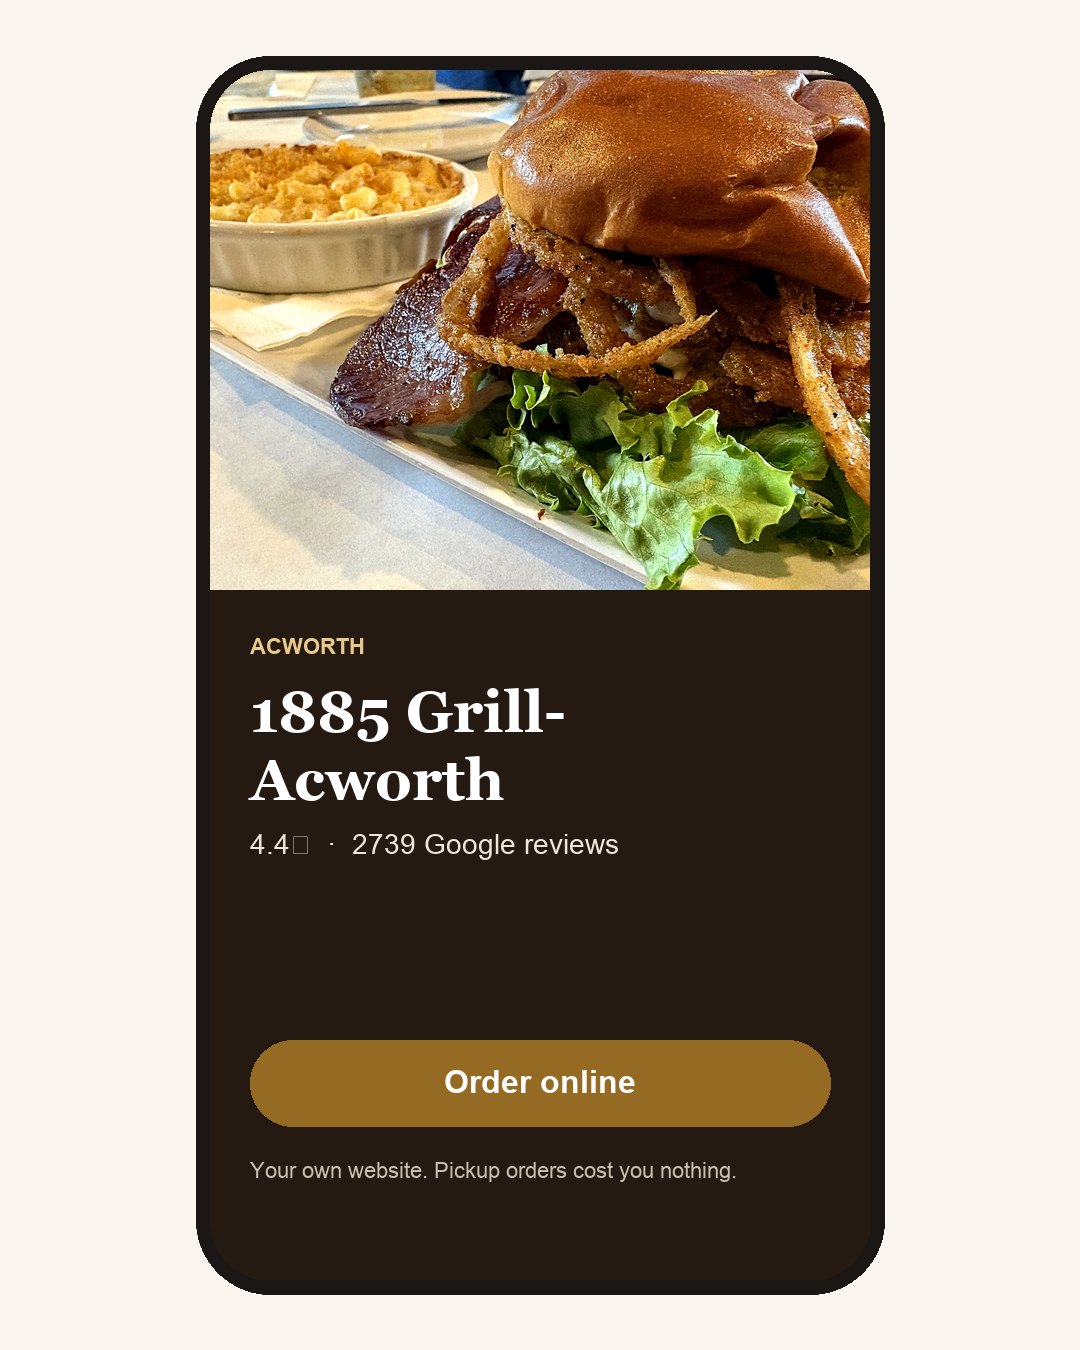 ACWORTH
1885 Grill-
Acworth
4.4□ · 2739 Google reviews
Order online
Your own website. Pickup orders cost you nothing.